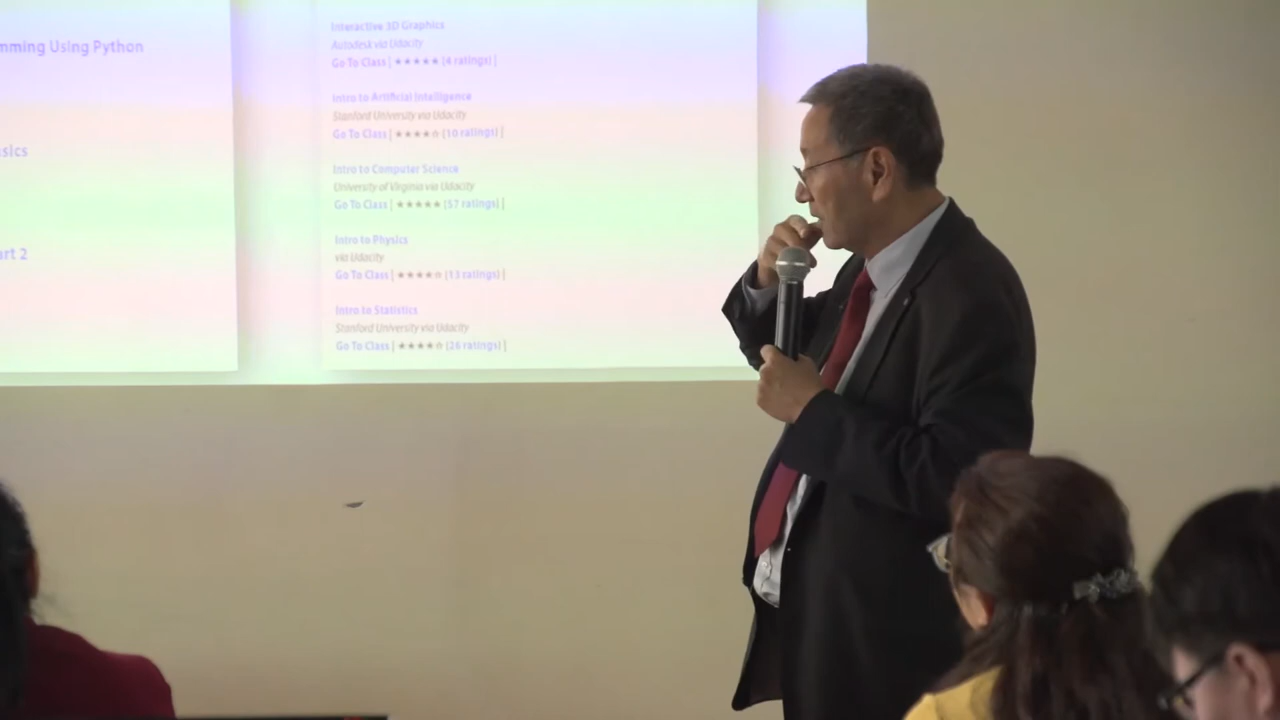 mming Using Python
sics
art 2
Interactive 3D Graphics
Autodesk via Udacity
Go To Class | ★★★★★ (4 ratings) |
Intro to Artificial Intelligence
Stanford University via Udacity
Go To Class | ★★★★☆ (10 ratings) |
Intro to Computer Science
University of Virginia via Udacity
Go To Class | ★★★★★ (57 ratings) |
Intro to Physics
via Udacity
Go To Class | ★★★★☆ (13 ratings) |
Intro to Statistics
Stanford University via Udacity
Go To Class | ★★★★☆ (26 ratings) |